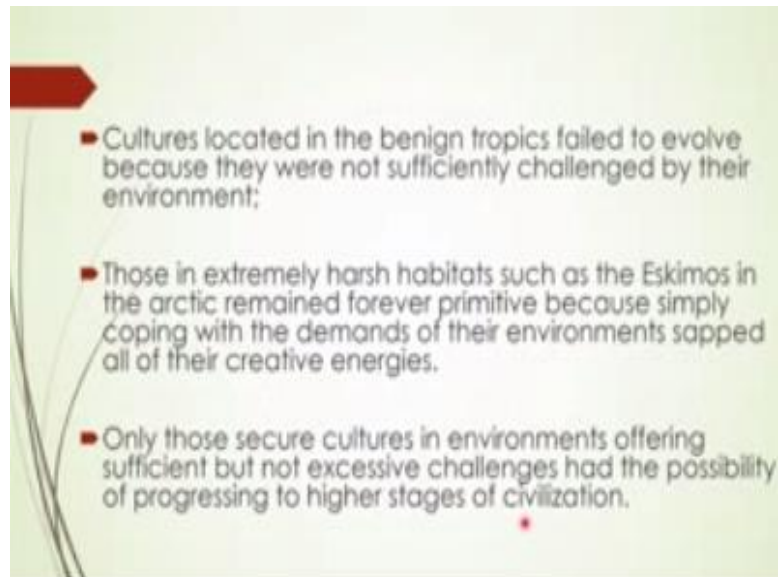 Cultures located in the benign tropics failed to evolve
because they were not sufficiently challenged by their
environment;
Those in extremely harsh habitats such as the Eskimos in
the arctic remained forever primitive because simply
coping with the demands of their environments sapped
all of their creative energies.
Only those secure cultures in environments offering
sufficient but not excessive challenges had the possibility
of progressing to higher stages of civilization.